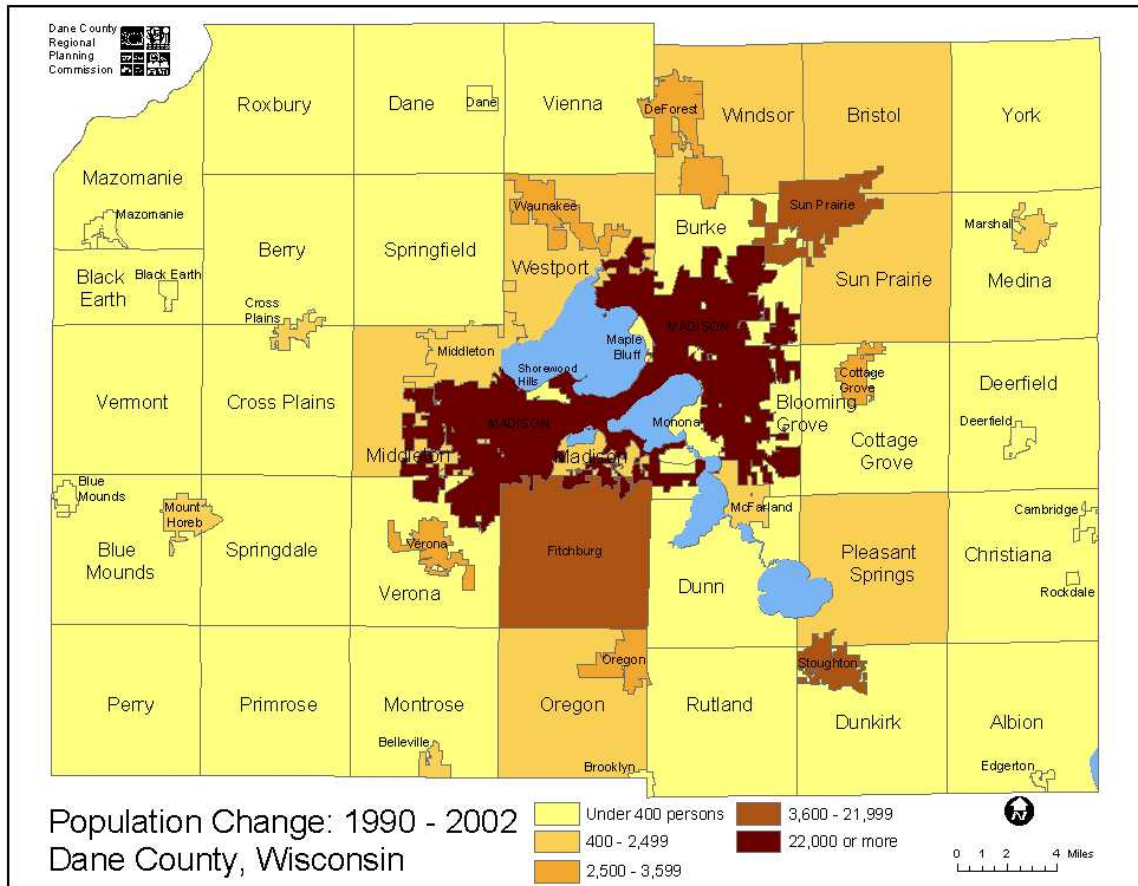 Dane County
Regional
Planning
Commission
Roxbury
Dane
Dane
Vienna
DeForest
Windsor
Bristol
York
Mazomanie
Mazomanie
Waunakee
Burke
Sun Prairie
Marshall
Berry
Springfield
Westport
Sun Prairie
Medina
Black
Earth
Black Earth
Cross
Plains
MADISON
Maple
Bluff
Middleton
Shorewood
Hills
Cottage
Grove
Deerfield
Vermont
Cross Plains
MADISON
Monona
Blooming
Grove
Deerfield
Middleton
Madison
Cottage
Grove
Blue
Mounds
Mount
Horeb
McFarland
Cambridge
Blue
Mounds
Springdale
Verona
Fitchburg
Pleasant
Springs
Christiana
Verona
Dunn
Rockdale
Oregon
Stoughton
Perry
Primrose
Montrose
Oregon
Rutland
Dunkirk
Albion
Belleville
Brooklyn
Edgerton
Population Change: 1990 - 2002
Dane County, Wisconsin
Under 400 persons
400 - 2,499
2,500 - 3,599
3,600 - 21,999
22,000 or more
0 1 2 4 Miles